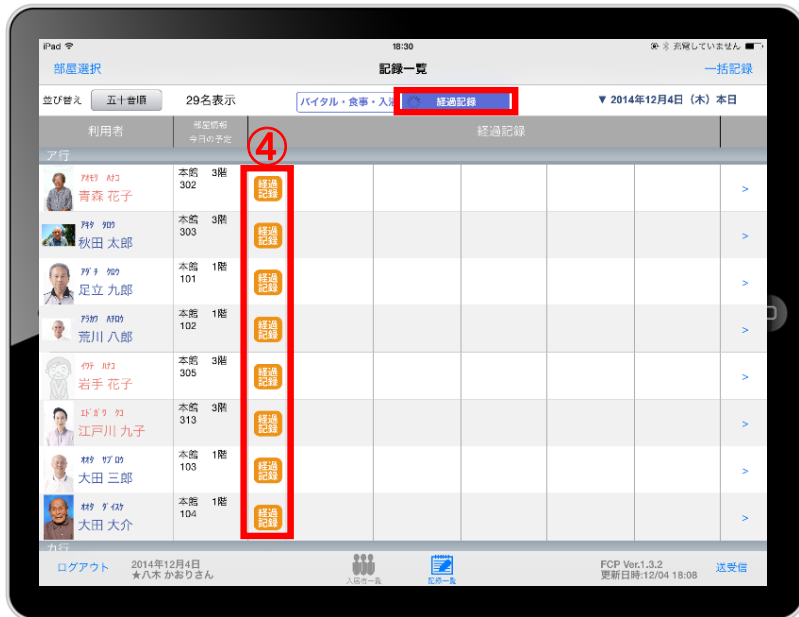 iPad 18:30 充電していません
部屋選択 記録一覧 一括記録
並び替え 五十音順 29名表示 バイタル・食事・入浴 経過記録 ▼ 2014年12月4日（木）本日
利用者 部屋情報 経過記録
今日の予定
④
ア行
ｱｵﾓﾘ ﾊﾅｺ 本館 3階
青森 花子 302 経過記録 >
ｱｷﾀ ﾀﾛｳ 本館 3階
秋田 太郎 303 経過記録 >
ｱﾀﾞﾁ ｸﾛｳ 本館 1階
足立 九郎 101 経過記録 >
ｱﾗｶﾜ ﾊﾁﾛｳ 本館 1階
荒川 八郎 102 経過記録 >
ｲﾜﾃ ﾊﾅｺ 本館 3階
岩手 花子 305 経過記録 >
ｴﾄﾞｶﾞﾜ ｸｺ 本館 3階
江戸川 九子 313 経過記録 >
ｵｵﾀ ｻﾌﾞﾛｳ 本館 1階
大田 三郎 103 経過記録 >
ｵｵﾀ ﾀﾞｲｽｹ 本館 1階
大田 大介 104 経過記録 >
カ行
ログアウト 2014年12月4日 入居者一覧 記録一覧 FCP Ver.1.3.2 送受信
★八木 かおりさん 更新日時:12/04 18:08